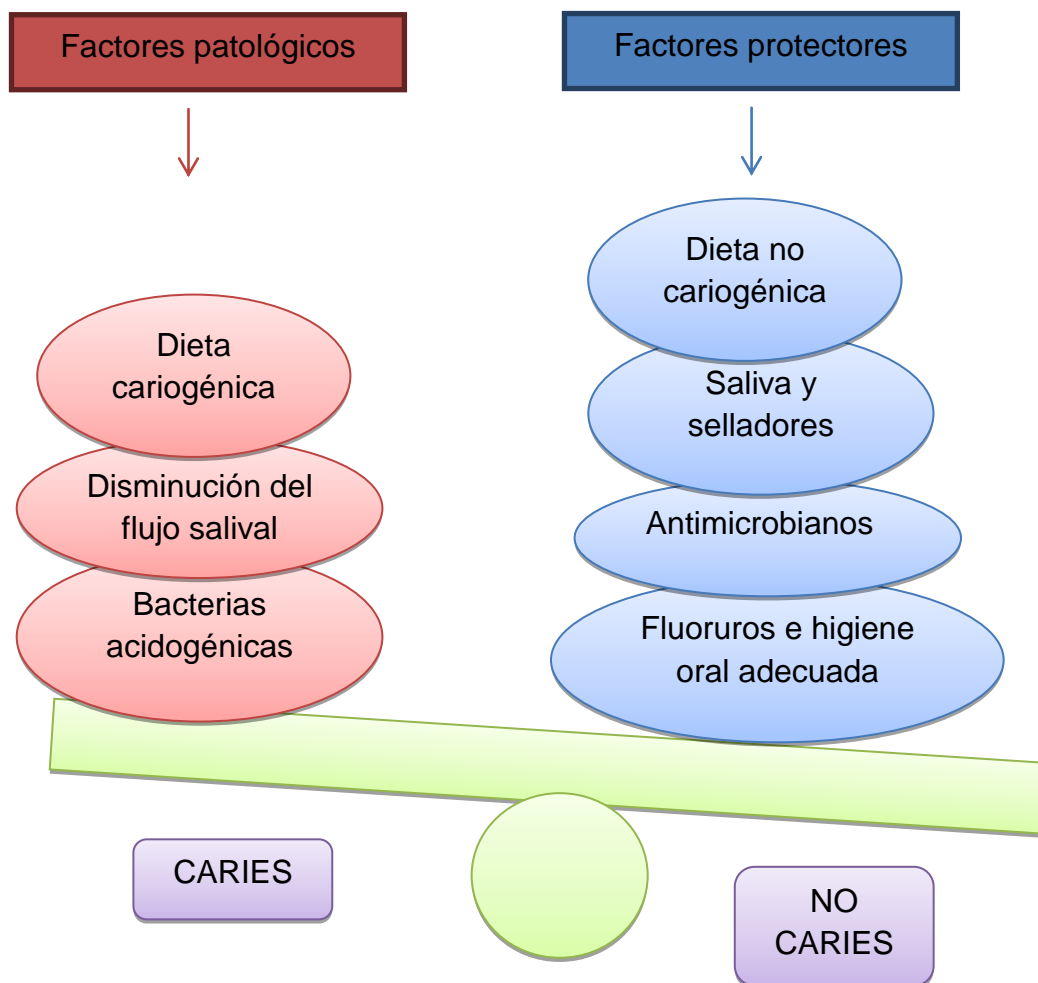 Factores patológicos
Factores protectores
Dieta
cariogénica
Disminución del
flujo salival
Bacterias
acidogénicas
Dieta no
cariogénica
Saliva y
selladores
Antimicrobianos
Fluoruros e higiene
oral adecuada
CARIES
NO
CARIES